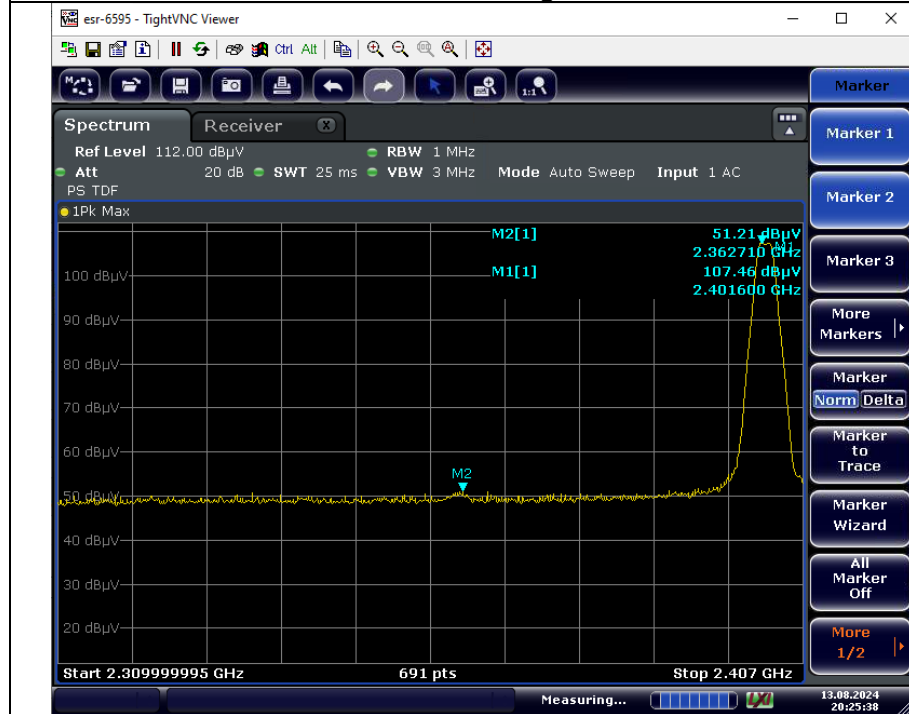 esr-6595 - TightVNC Viewer
Ctrl Alt
1:1
Marker
Spectrum Receiver
Marker 1
Ref Level 112.00 dBµV RBW 1 MHz
Att 20 dB SWT 25 ms VBW 3 MHz Mode Auto Sweep Input 1 AC
PS TDF
Marker 2
1Pk Max
M2[1] 51.21 dBµV
2.362710 GHz
M1
M1[1] 107.46 dBµV
2.401600 GHz
Marker 3
100 dBµV
90 dBµV
More
Markers
80 dBµV
Marker
Norm Delta
70 dBµV
60 dBµV
Marker
to
Trace
M2
50 dBµV
Marker
Wizard
40 dBµV
All
Marker
Off
30 dBµV
20 dBµV
More
1/2
Start 2.309999995 GHz 691 pts Stop 2.407 GHz
Measuring...
13.08.2024
20:25:38